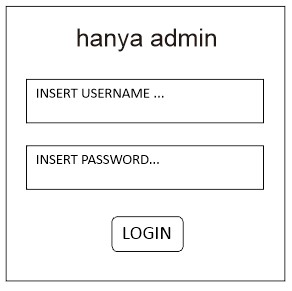 hanya admin
INSERT USERNAME ...
INSERT PASSWORD...
LOGIN